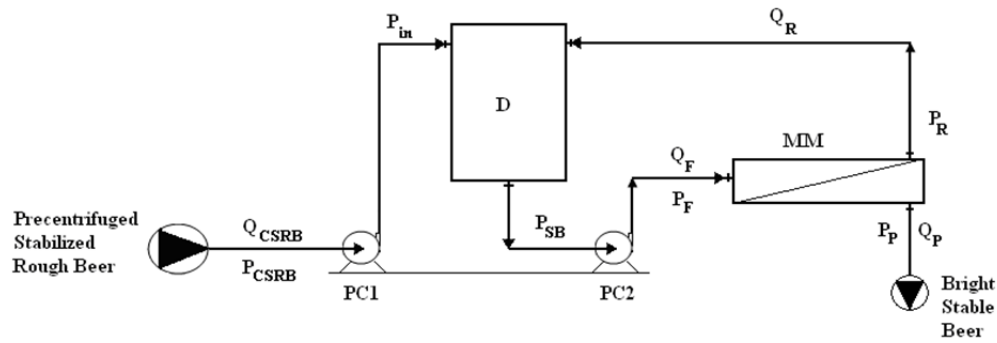 P_in
Q_R
D
MM
P_R
Q_F
P_F
Precentrifuged
Stabilized
Rough Beer
Q_CSRB
P_CSRB
P_SB
P_P Q_P
PC1
PC2
Bright
Stable
Beer